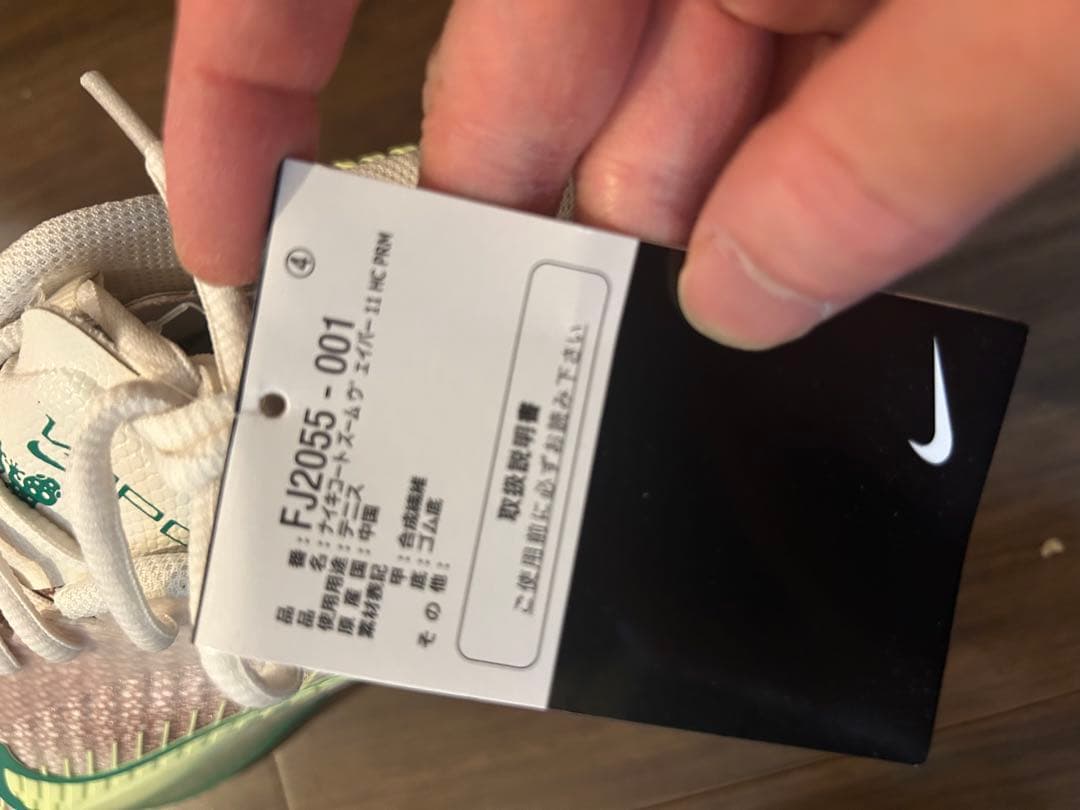 ④
品 番：FJ2055 - 001
品 名：ナイキコートズームヴ エイパー 11 HC PRM
使用用途：テニス
原 産 国：中国
素材表記
甲：合成繊維
底：ゴム底
そ の 他：
取扱説明書
ご使用前に必ずお読み下さい